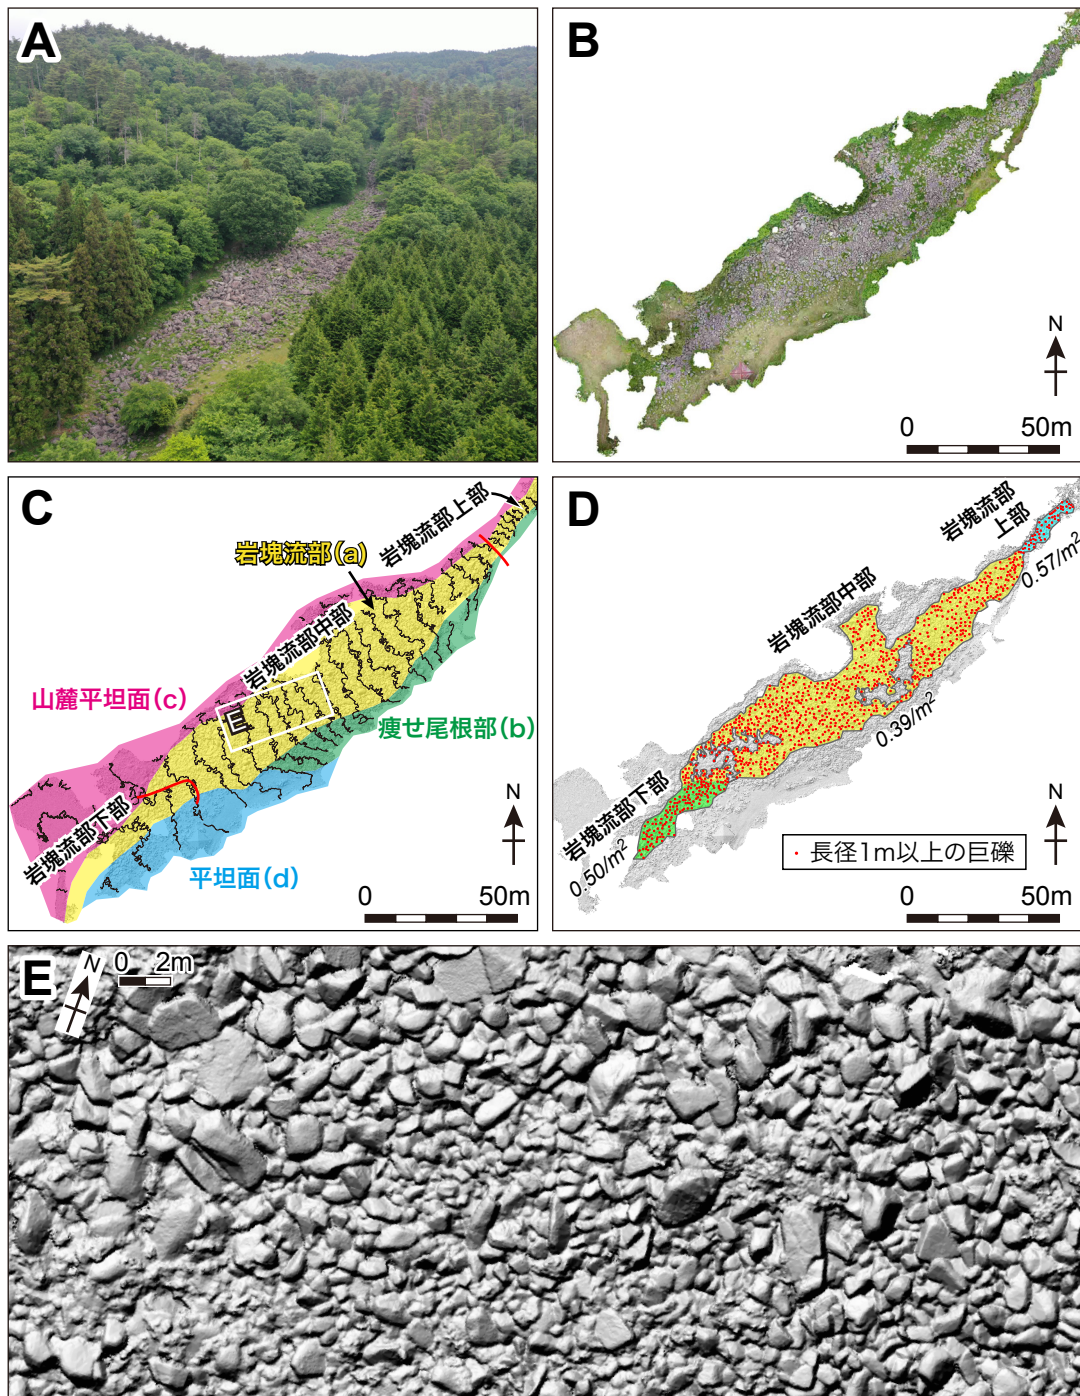 A
B
N
0 50m
C
岩塊流部上部
岩塊流部(a)
岩塊流部中部
E
山麓平坦面(c)
痩せ尾根部(b)
岩塊流部下部
平坦面(d)
N
0 50m
D
岩塊流部
上部
0.57/m²
岩塊流部中部
0.39/m²
岩塊流部下部
0.50/m²
N
・長径1m以上の巨礫
0 50m
E
N
0 2m